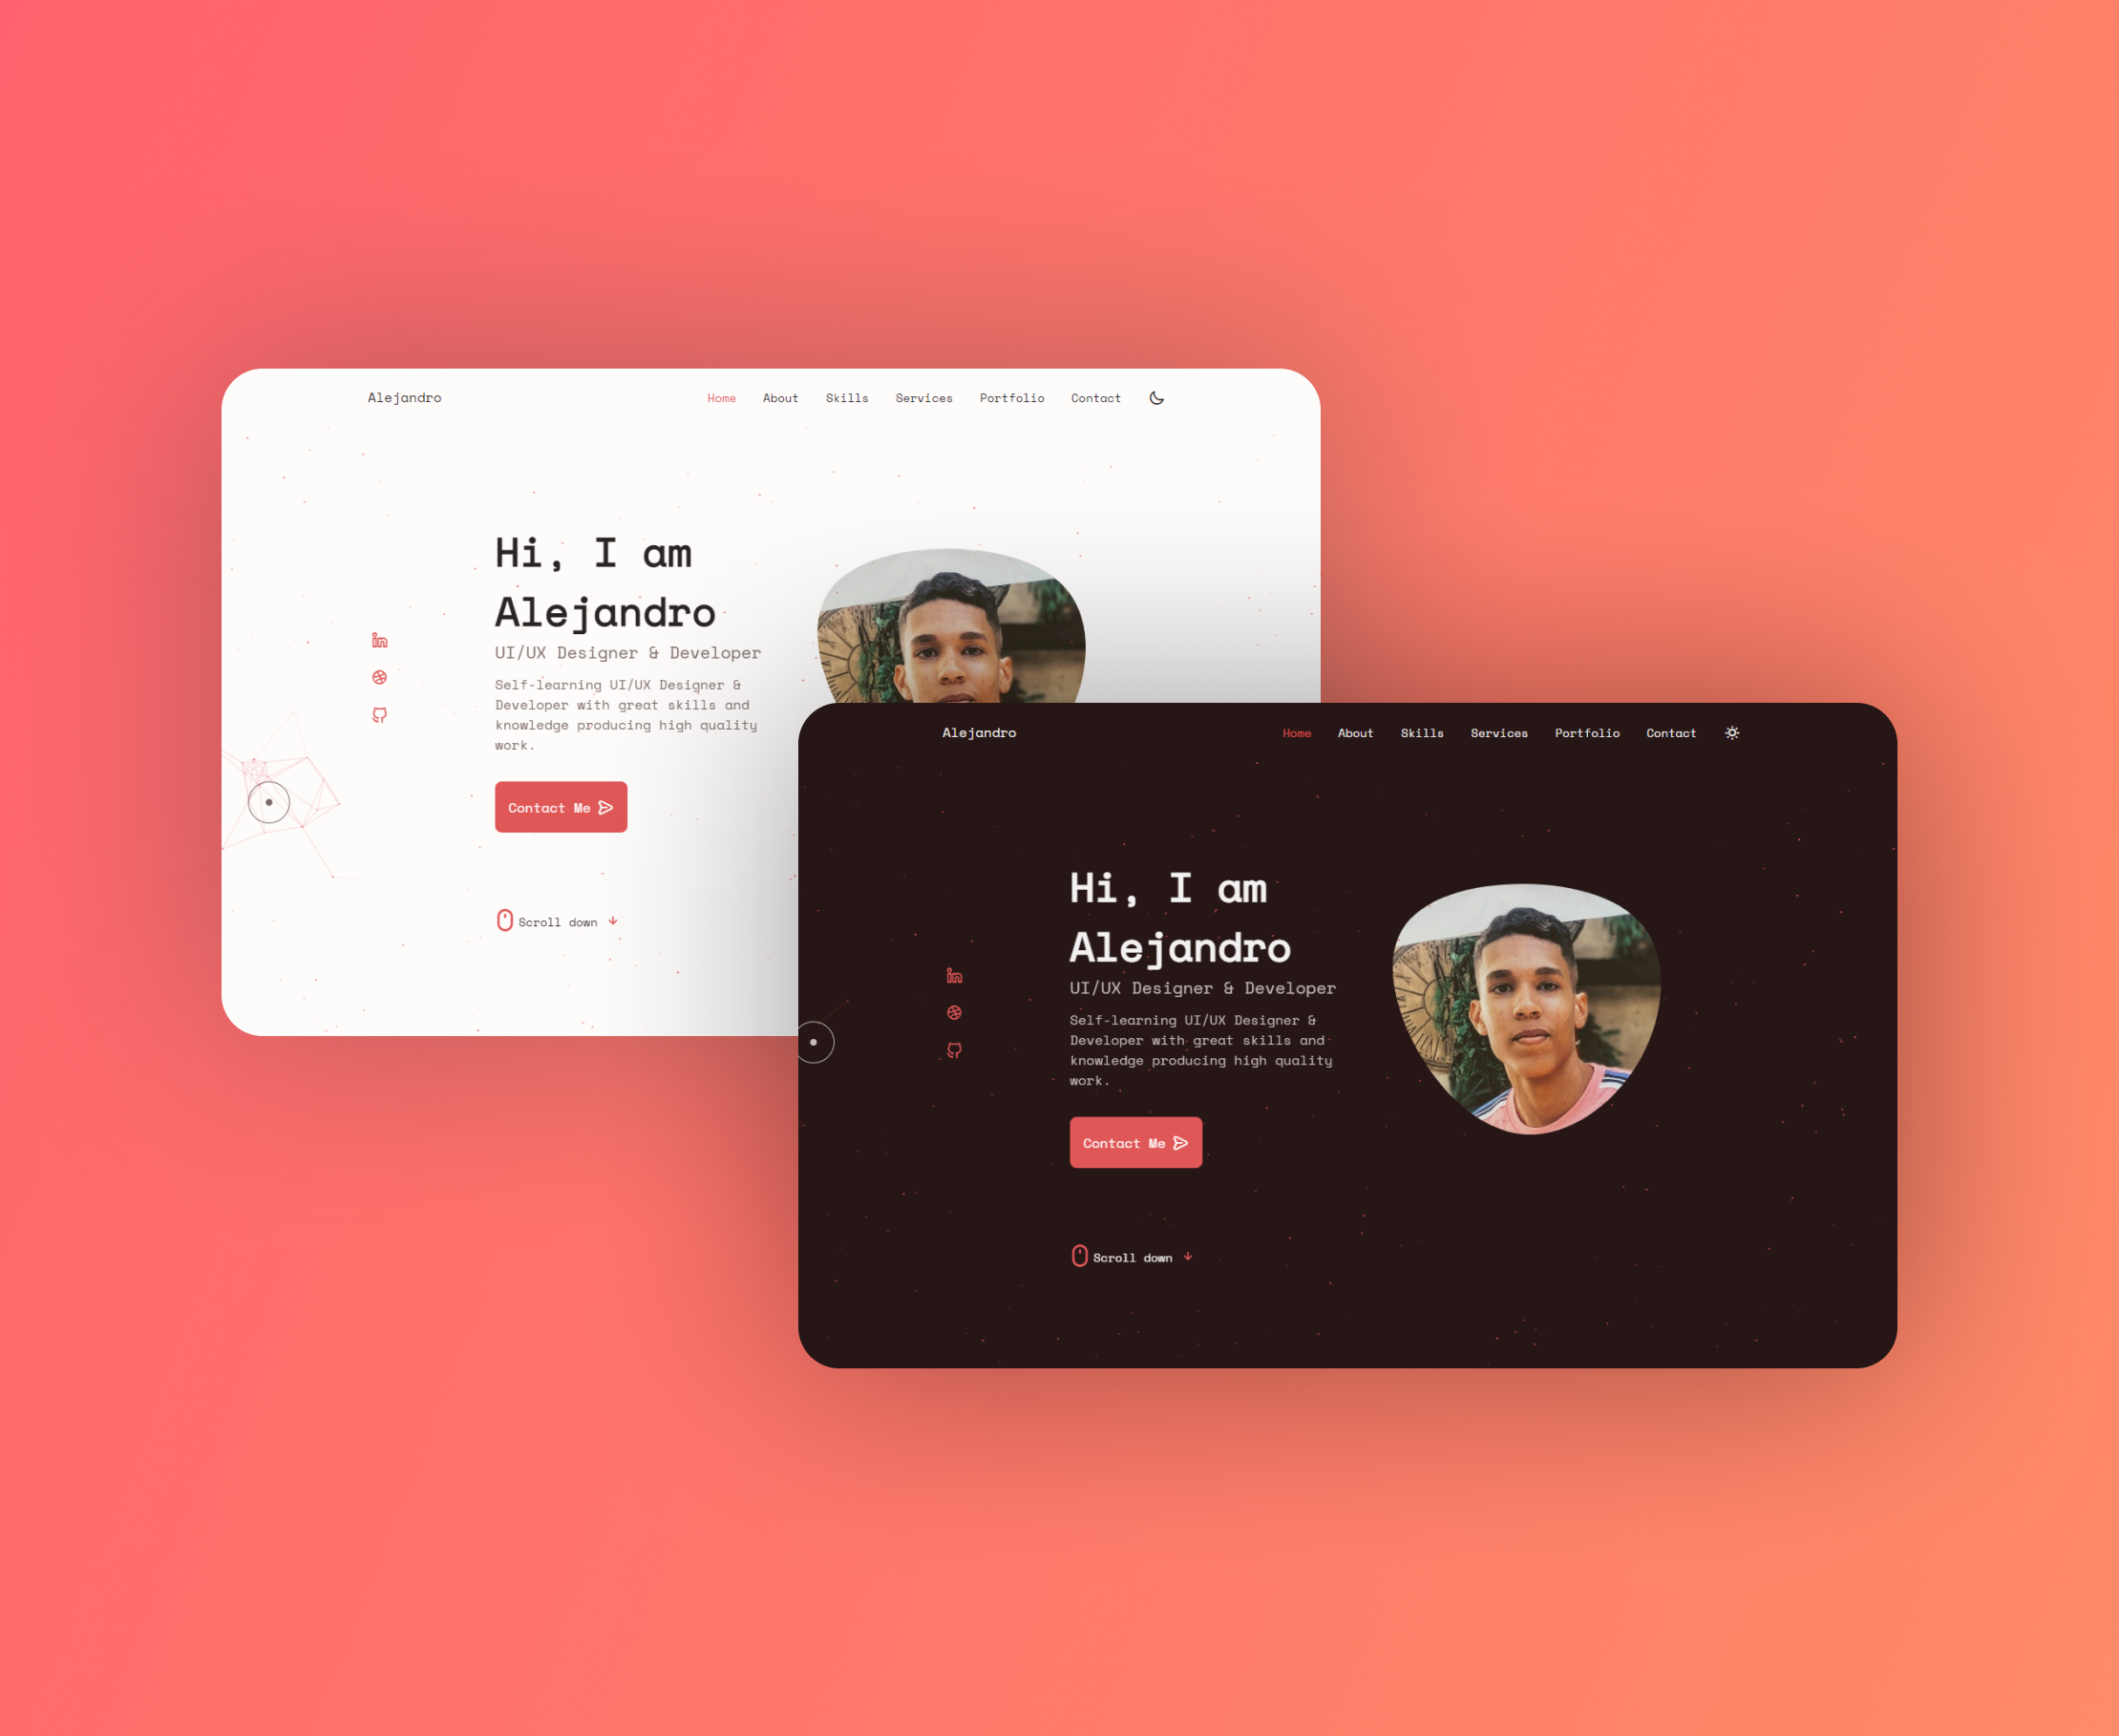 Alejandro
Home About Skills Services Portfolio Contact
Hi, I am
Alejandro
UI/UX Designer & Developer
Self-learning UI/UX Designer &
Developer with great skills and
knowledge producing high quality
work.
Contact Me
Scroll down
Alejandro
Home About Skills Services Portfolio Contact
Hi, I am
Alejandro
UI/UX Designer & Developer
Self-learning UI/UX Designer &
Developer with great skills and
knowledge producing high quality
work.
Contact Me
Scroll down